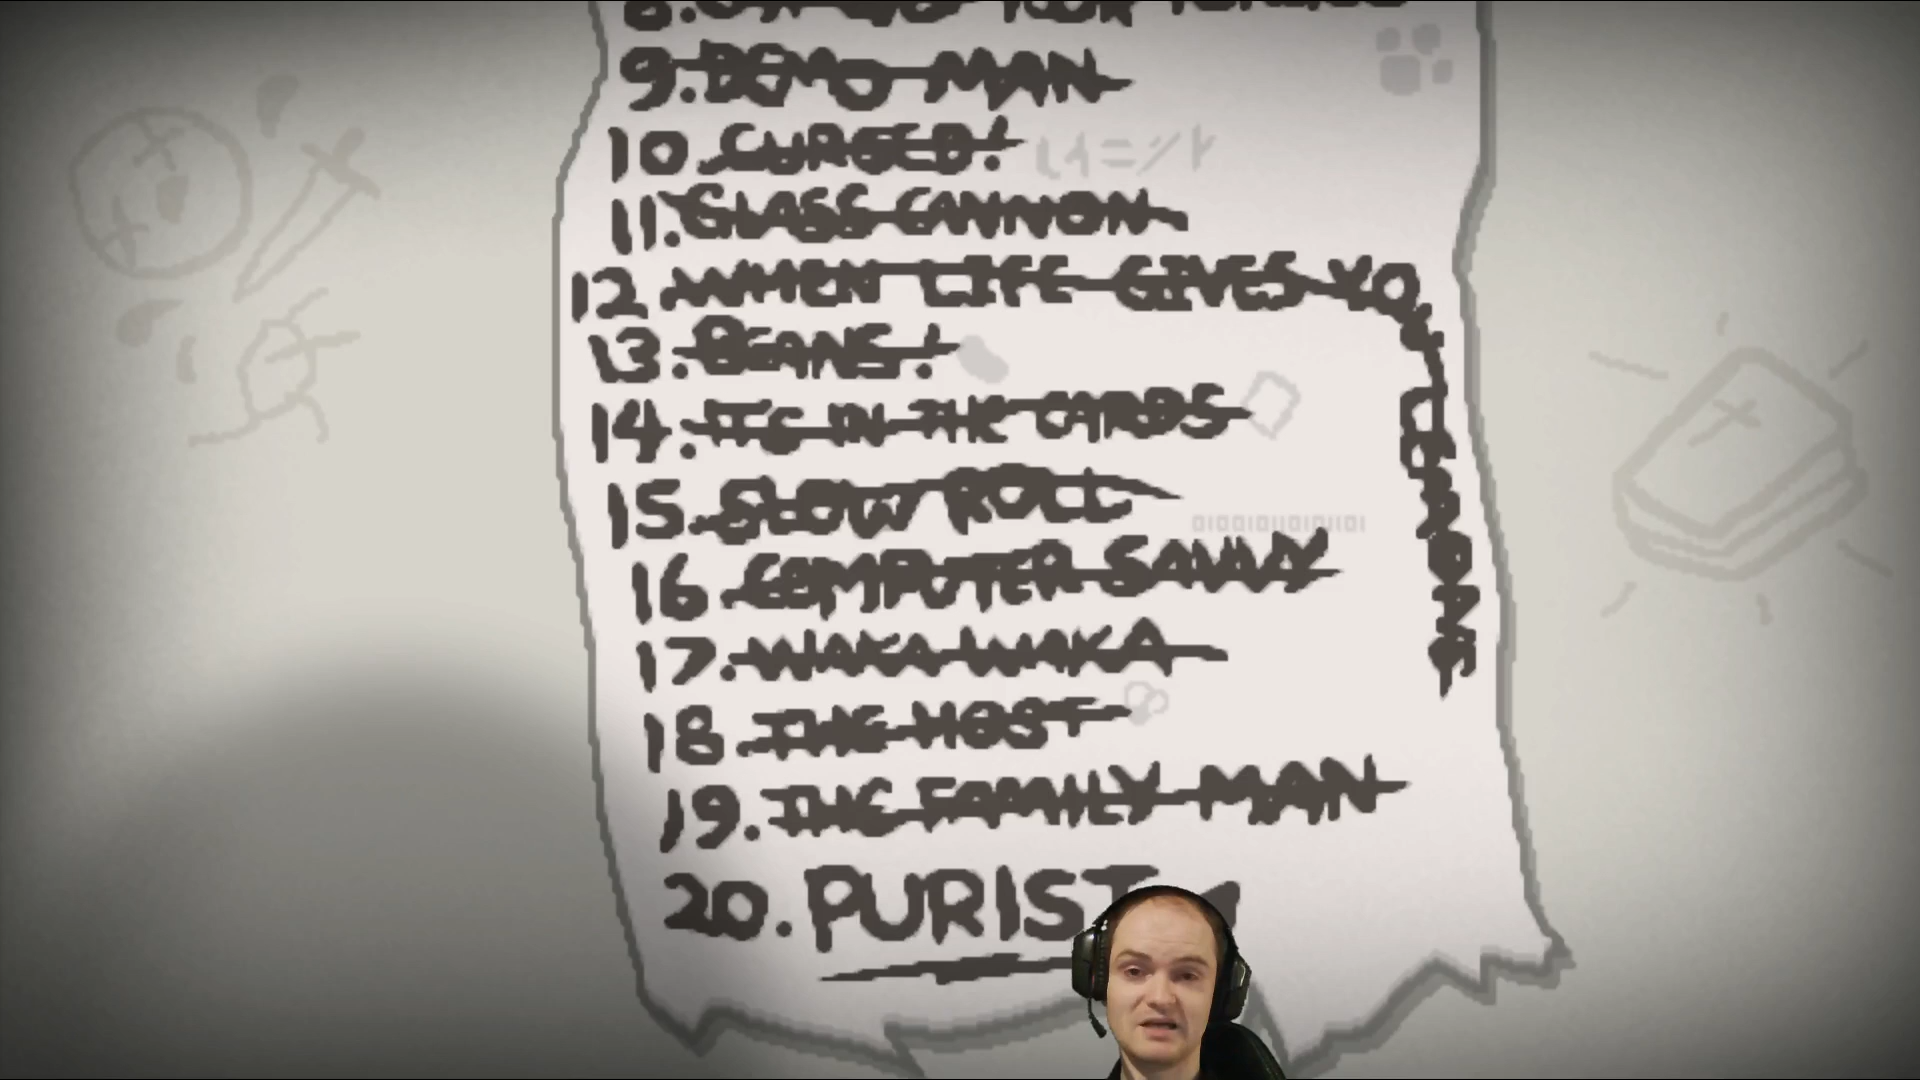 9. DEMO MAN
10. CURSED!
11. GLASS CANNON
12 WHEN LIFE GIVES YOU LEMONS
13. BEANS!
14. IT'S IN THE CARDS
15. SLOW ROLL
0100101101011101
16. COMPUTER SAVVY
17. WAKA WAKA
18. THE HOST
19. THE FAMILY MAN
20. PURIST